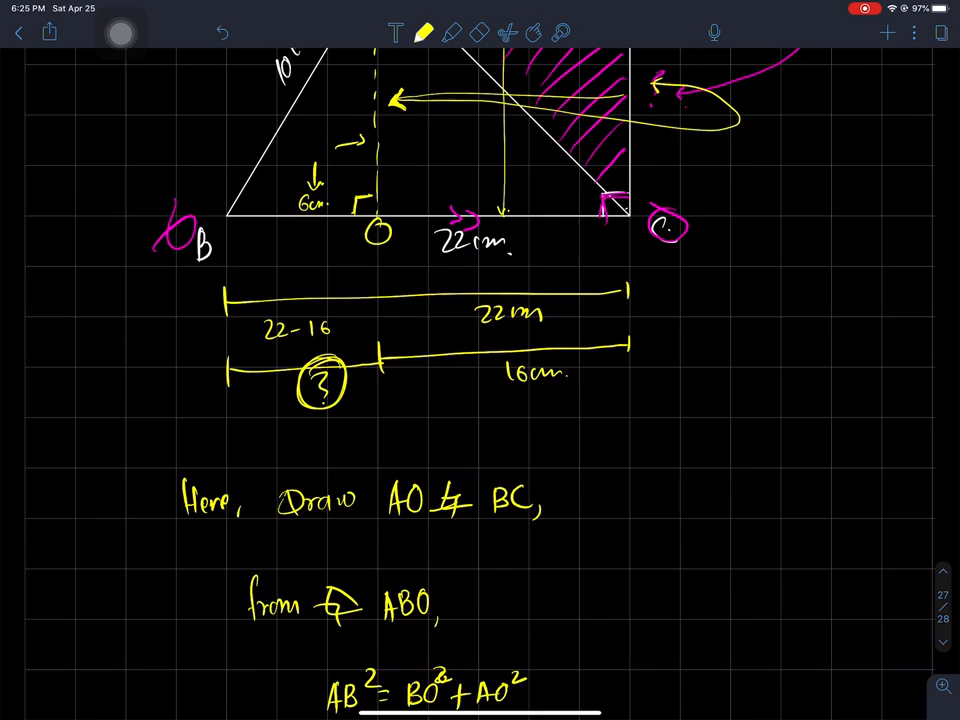 6:25 PM Sat Apr 25
97%
T
10
6cm.
B
O
22cm.
C
22-16
22cm
?
16cm.
Here, Draw AO ⊥ BC,
from ABO,
AB² = BO² + AO²
27
/
28